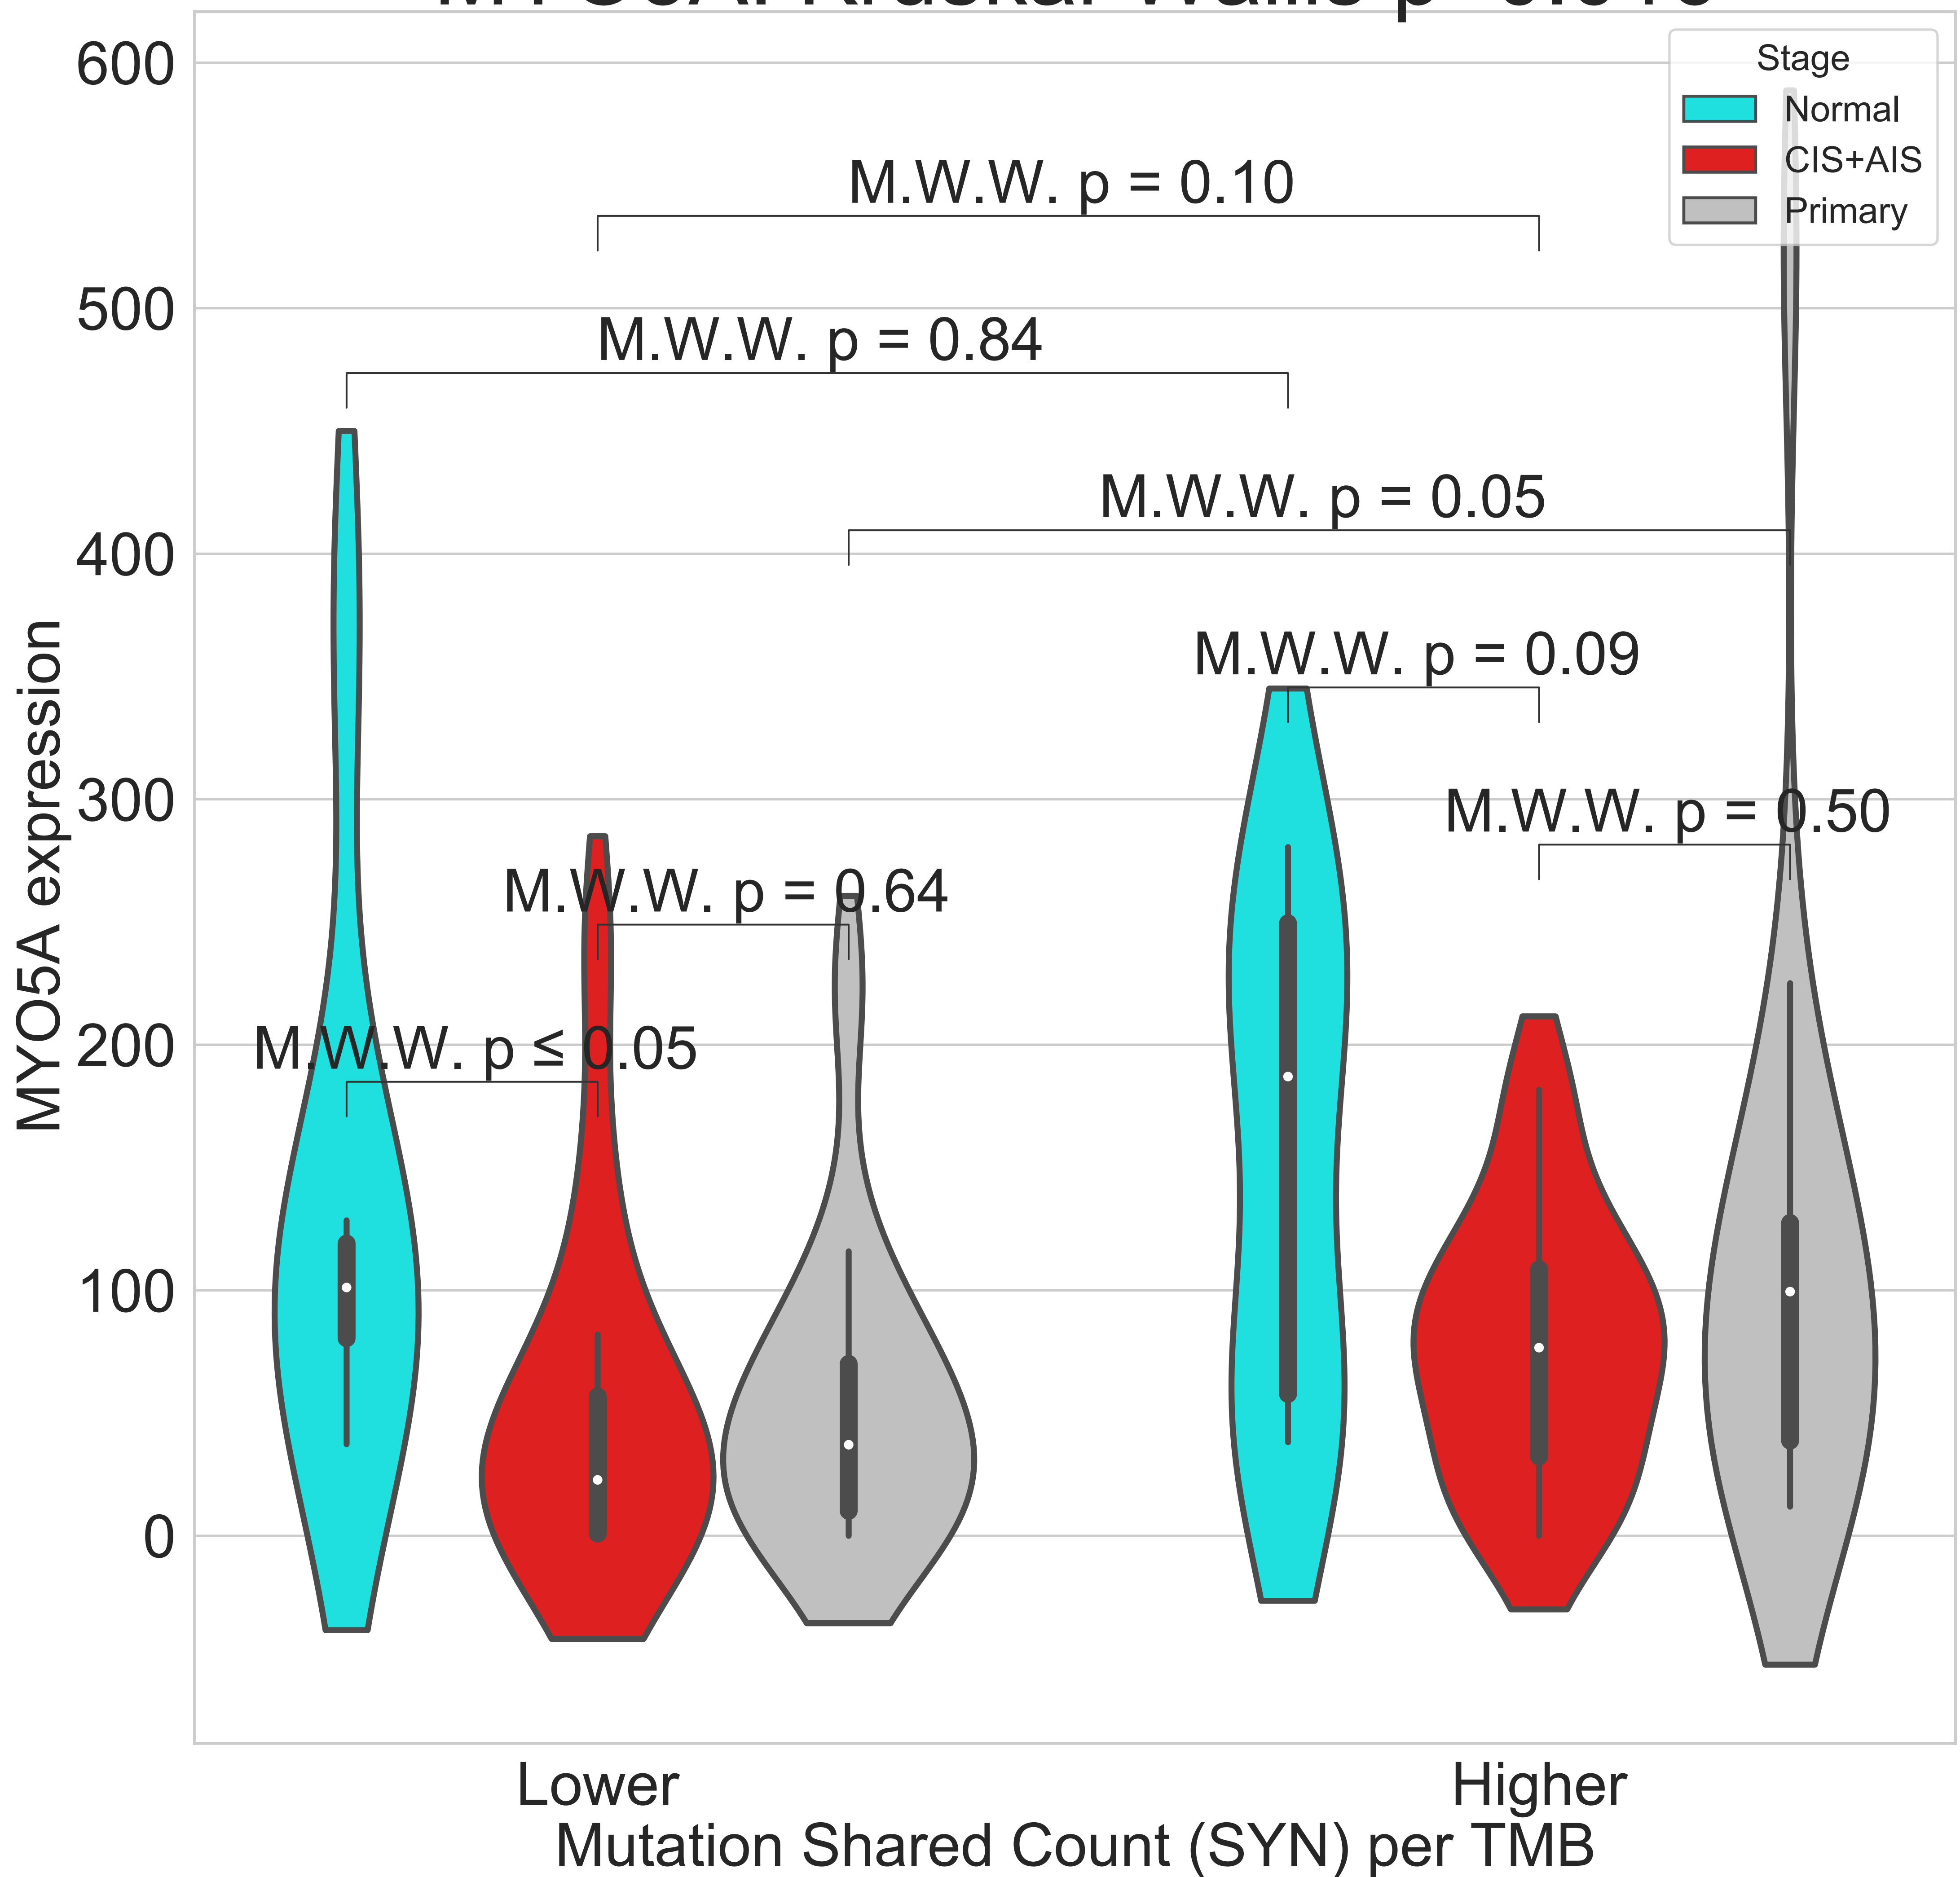 600
500
400
300
200
100
0
MYO5A expression
Stage
Normal
CIS+AIS
Primary
M.W.W. p = 0.10
M.W.W. p = 0.84
M.W.W. p = 0.05
M.W.W. p = 0.09
M.W.W. p = 0.50
M.W.W. p = 0.64
M.W.W. p ≤ 0.05
Lower
Higher
Mutation Shared Count (SYN) per TMB